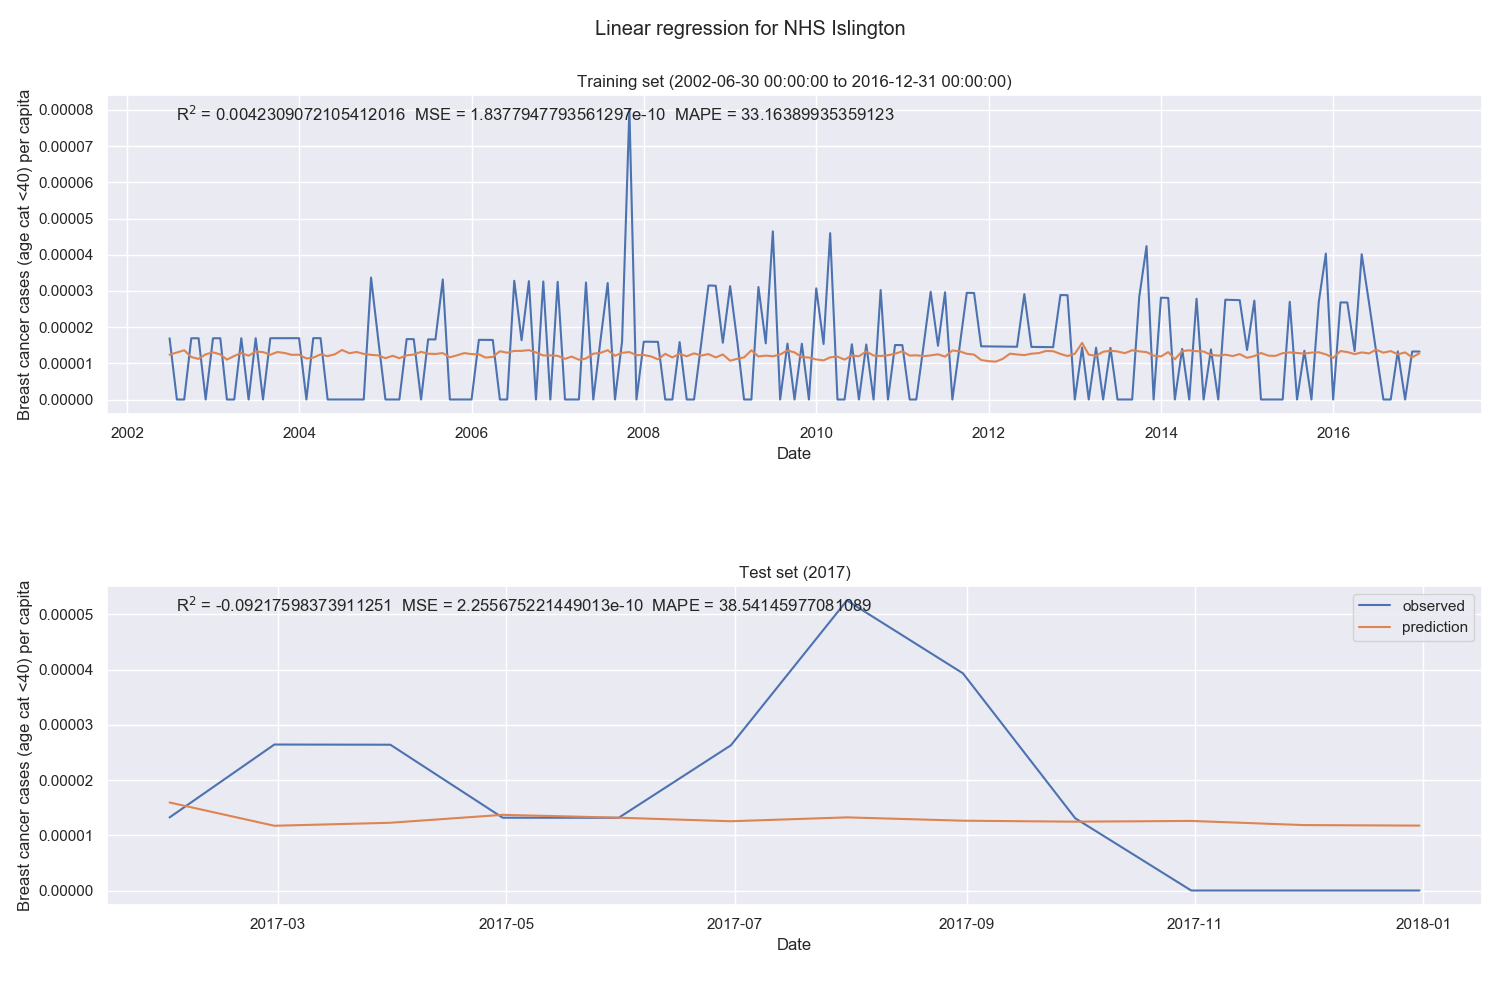 Linear regression for NHS Islington
Training set (2002-06-30 00:00:00 to 2016-12-31 00:00:00)
R² = 0.0042309072105412016 MSE = 1.8377947793561297e-10 MAPE = 33.16389935359123
Breast cancer cases (age cat <40) per capita
0.00008
0.00007
0.00006
0.00005
0.00004
0.00003
0.00002
0.00001
0.00000
2002 2004 2006 2008 2010 2012 2014 2016
Date
Test set (2017)
R² = -0.09217598373911251 MSE = 2.255675221449013e-10 MAPE = 38.54145977081089
observed
prediction
Breast cancer cases (age cat <40) per capita
0.00005
0.00004
0.00003
0.00002
0.00001
0.00000
2017-03 2017-05 2017-07 2017-09 2017-11 2018-01
Date